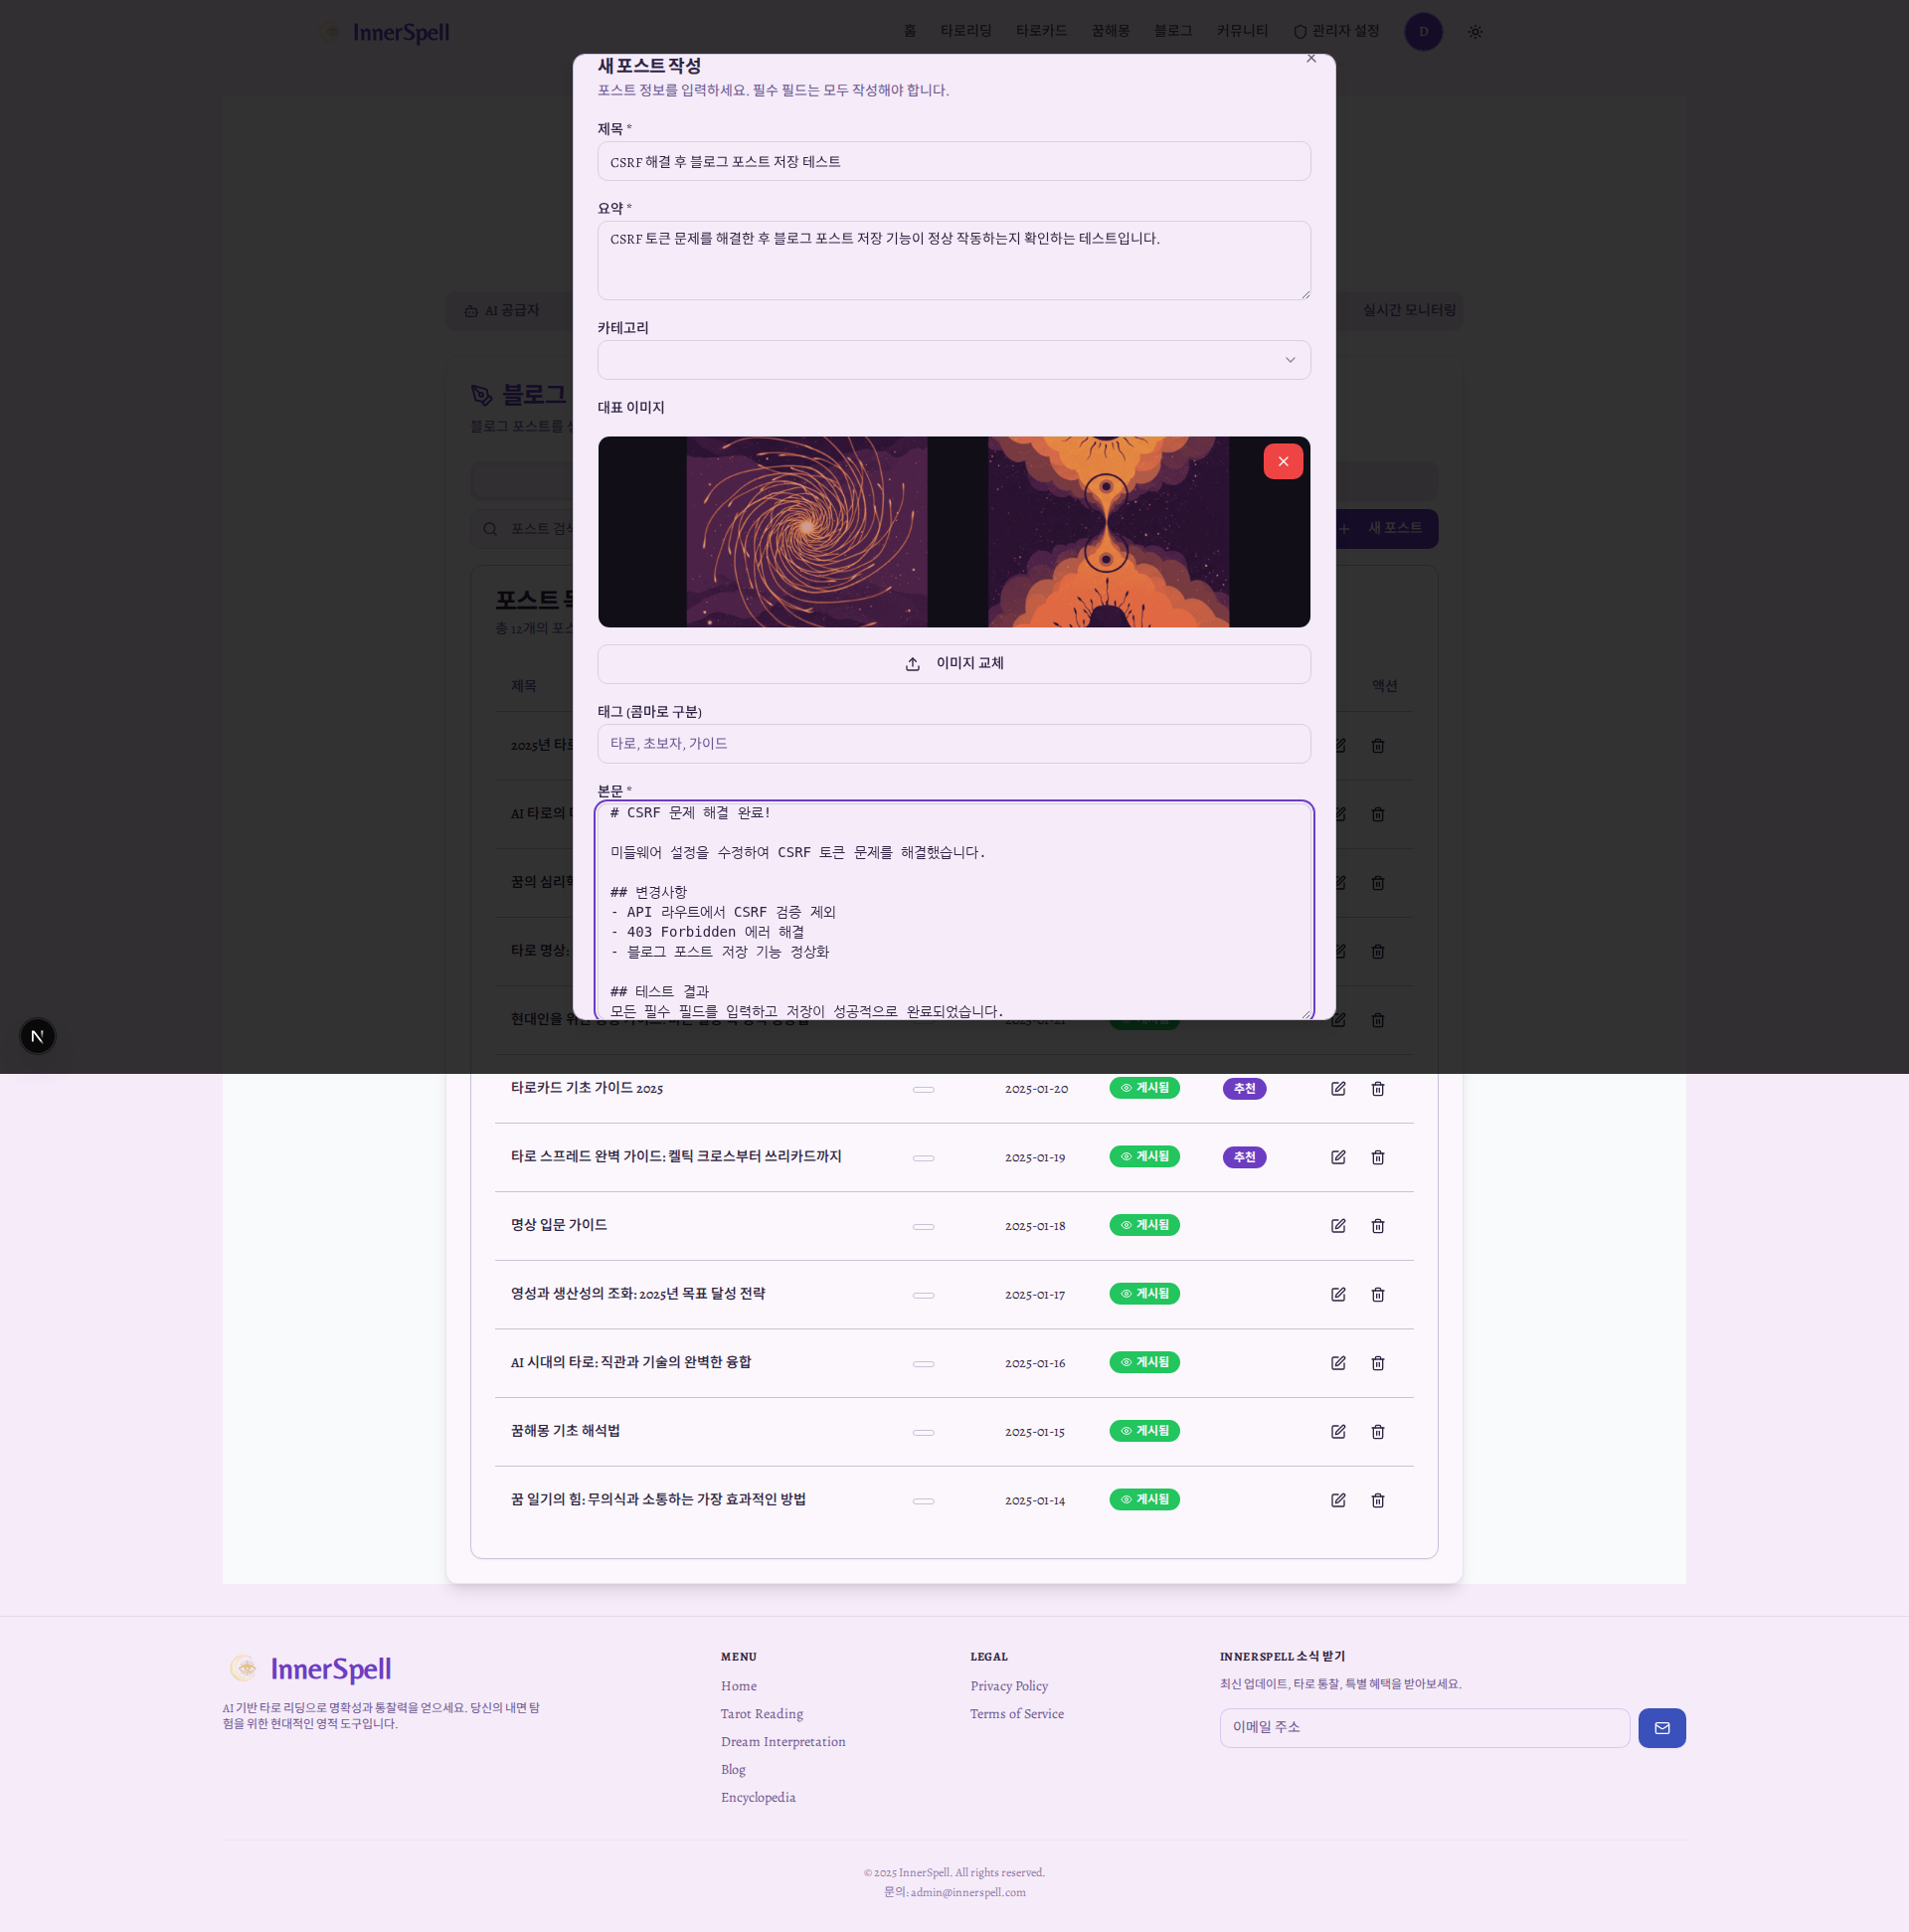 InnerSpell
홈 타로리딩 타로카드 꿈해몽 블로그 커뮤니티 관리자 설정 D
새 포스트 작성
포스트 정보를 입력하세요. 필수 필드는 모두 작성해야 합니다.
제목 *
CSRF 해결 후 블로그 포스트 저장 테스트
요약 *
CSRF 토큰 문제를 해결한 후 블로그 포스트 저장 기능이 정상 작동하는지 확인하는 테스트입니다.
AI 공급자
실시간 모니터링
카테고리
블로그
블로그 포스트를
대표 이미지
포스트
새 포스트
포스트
총 12개의
이미지 교체
제목
액션
태그 (콤마로 구분)
타로, 초보자, 가이드
2025년
본문 *
# CSRF 문제 해결 완료!
AI 타로의
미들웨어 설정을 수정하여 CSRF 토큰 문제를 해결했습니다.
꿈의
## 변경사항
- API 라우트에서 CSRF 검증 제외
- 403 Forbidden 에러 해결
타로 명상:
- 블로그 포스트 저장 기능 정상화
## 테스트 결과
모든 필수 필드를 입력하고 저장이 성공적으로 완료되었습니다.
현대인을
N
타로카드 기초 가이드 2025 2025-01-20 게시됨 추천
타로 스프레드 완벽 가이드: 켈틱 크로스부터 쓰리카드까지 2025-01-19 게시됨 추천
명상 입문 가이드 2025-01-18 게시됨
영성과 생산성의 조화: 2025년 목표 달성 전략 2025-01-17 게시됨
AI 시대의 타로: 직관과 기술의 완벽한 융합 2025-01-16 게시됨
꿈해몽 기초 해석법 2025-01-15 게시됨
꿈 일기의 힘: 무의식과 소통하는 가장 효과적인 방법 2025-01-14 게시됨
InnerSpell
AI 기반 타로 리딩으로 명확성과 통찰력을 얻으세요. 당신의 내면 탐
험을 위한 현대적인 영적 도구입니다.
MENU
Home
Tarot Reading
Dream Interpretation
Blog
Encyclopedia
LEGAL
Privacy Policy
Terms of Service
INNERSPELL 소식 받기
최신 업데이트, 타로 통찰, 특별 혜택을 받아보세요.
이메일 주소
© 2025 InnerSpell. All rights reserved.
문의: admin@innerspell.com